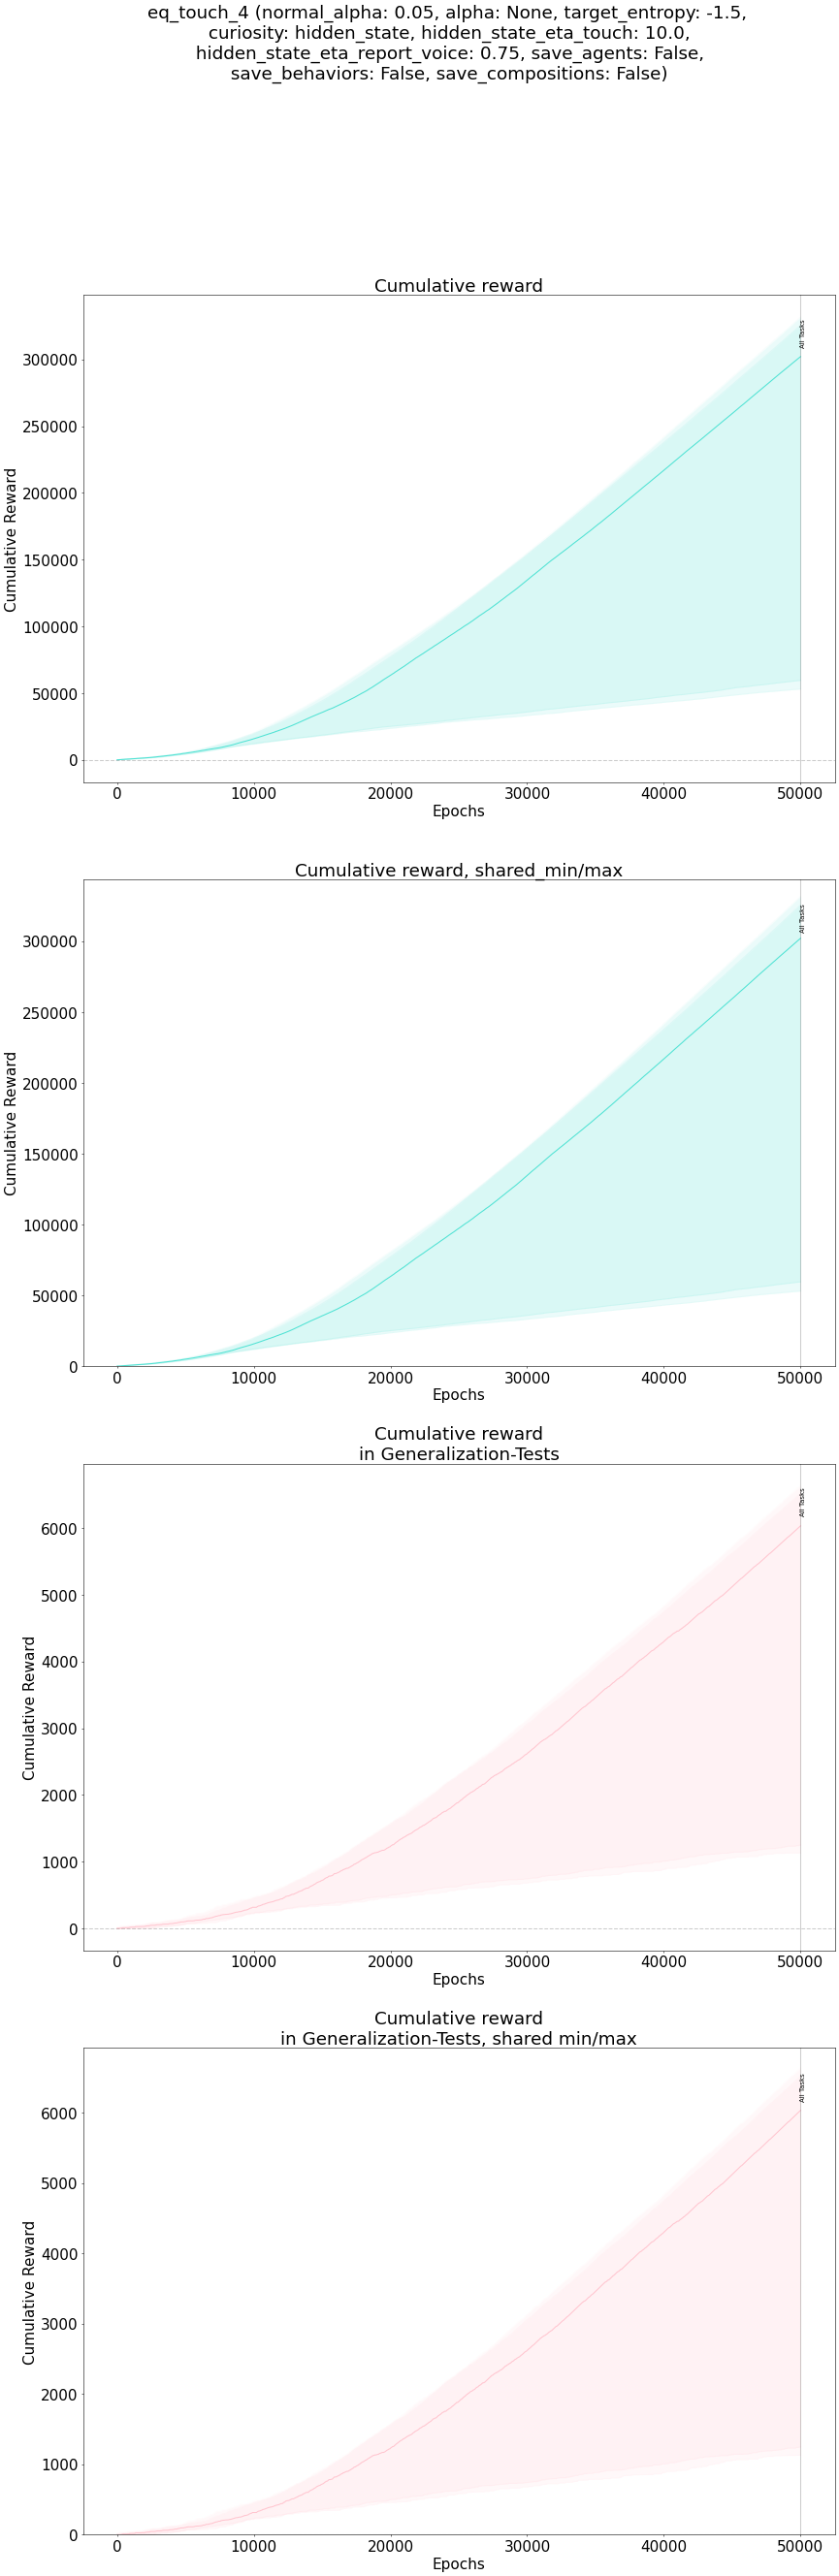 eq_touch_4 (normal_alpha: 0.05, alpha: None, target_entropy: -1.5,
curiosity: hidden_state, hidden_state_eta_touch: 10.0,
hidden_state_eta_report_voice: 0.75, save_agents: False,
save_behaviors: False, save_compositions: False)
Cumulative reward
All Tasks
300000
250000
200000
150000
100000
50000
0
Cumulative Reward
0 10000 20000 30000 40000 50000
Epochs
Cumulative reward, shared_min/max
All Tasks
300000
250000
200000
150000
100000
50000
0
Cumulative Reward
0 10000 20000 30000 40000 50000
Epochs
Cumulative reward
in Generalization-Tests
All Tasks
6000
5000
4000
3000
2000
1000
0
Cumulative Reward
0 10000 20000 30000 40000 50000
Epochs
Cumulative reward
in Generalization-Tests, shared min/max
All Tasks
6000
5000
4000
3000
2000
1000
0
Cumulative Reward
0 10000 20000 30000 40000 50000
Epochs